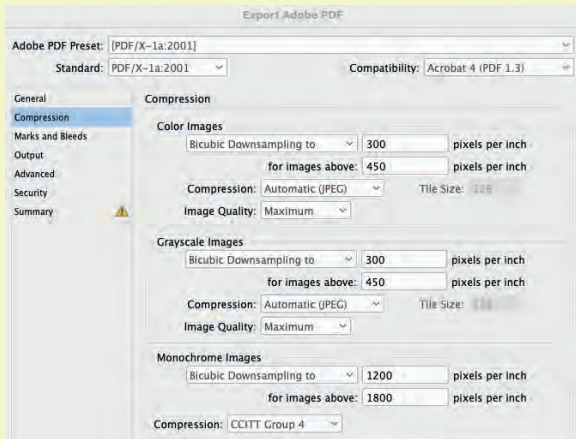 Export Adobe PDF
Adobe PDF Preset: [PDF/X-1a:2001]
Standard: PDF/X-1a:2001 Compatibility: Acrobat 4 (PDF 1.3)
General
Compression
Marks and Bleeds
Output
Advanced
Security
Summary
Compression
Color Images
Bicubic Downsampling to 300 pixels per inch
for images above: 450 pixels per inch
Compression: Automatic (JPEG) Tile Size:
Image Quality: Maximum
Grayscale Images
Bicubic Downsampling to 300 pixels per inch
for images above: 450 pixels per inch
Compression: Automatic (JPEG) Tile Size:
Image Quality: Maximum
Monochrome Images
Bicubic Downsampling to 1200 pixels per inch
for images above: 1800 pixels per inch
Compression: CCITT Group 4